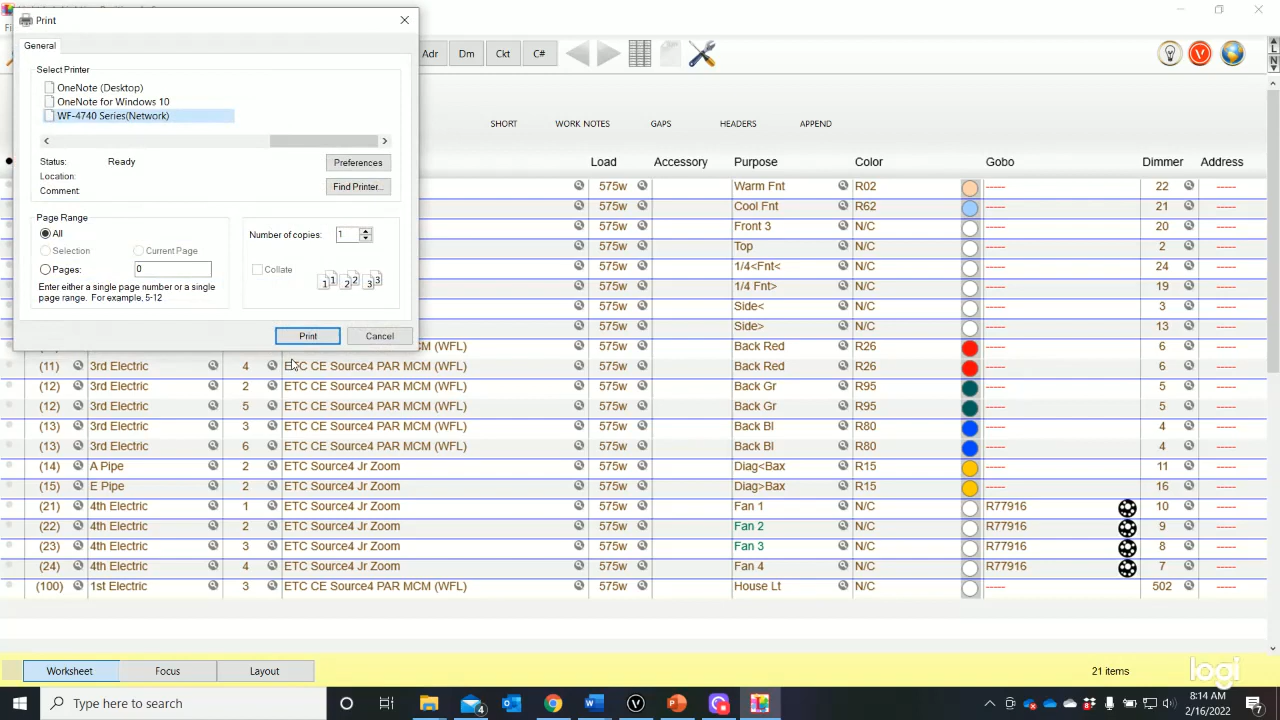 Print
General
Select Printer
OneNote (Desktop)
OneNote for Windows 10
WF-4740 Series(Network)
Status: Ready Preferences
Location:
Comment: Find Printer...
Page Range
All Number of copies: 1
Selection Current Page
Pages: 0 Collate
Enter either a single page number or a single
page range. For example, 5-12
Print Cancel
Adr Dm Ckt C#
SHORT WORK NOTES GAPS HEADERS APPEND
Load Accessory Purpose Color Gobo Dimmer Address
575w Warm Fnt R02 ----- 22 -----
575w Cool Fnt R62 ----- 21 -----
575w Front 3 N/C ----- 23 -----
575w Top N/C ----- 2 -----
575w 1/4<Fnt< N/C ----- 24 -----
575w 1/4 Fnt> N/C ----- 19 -----
575w Side< N/C ----- 3 -----
575w Side> N/C ----- 13 -----
MCM (WFL) 575w Back Red R26 ----- 6 -----
(11) 3rd Electric 4 ETC CE Source4 PAR MCM (WFL) 575w Back Red R26 ----- 6 -----
(12) 3rd Electric 2 ETC CE Source4 PAR MCM (WFL) 575w Back Gr R95 ----- 5 -----
(12) 3rd Electric 5 ETC CE Source4 PAR MCM (WFL) 575w Back Gr R95 ----- 5 -----
(13) 3rd Electric 3 ETC CE Source4 PAR MCM (WFL) 575w Back Bl R80 ----- 4 -----
(13) 3rd Electric 6 ETC CE Source4 PAR MCM (WFL) 575w Back Bl R80 ----- 4 -----
(14) A Pipe 2 ETC Source4 Jr Zoom 575w Diag<Bax R15 ----- 11 -----
(15) E Pipe 2 ETC Source4 Jr Zoom 575w Diag>Bax R15 ----- 16 -----
(21) 4th Electric 1 ETC Source4 Jr Zoom 575w Fan 1 N/C R77916 10 -----
(22) 4th Electric 2 ETC Source4 Jr Zoom 575w Fan 2 N/C R77916 9 -----
(23) 4th Electric 3 ETC Source4 Jr Zoom 575w Fan 3 N/C R77916 8 -----
(24) 4th Electric 4 ETC Source4 Jr Zoom 575w Fan 4 N/C R77916 7 -----
(100) 1st Electric 3 ETC CE Source4 PAR MCM (WFL) 575w House Lt N/C ----- 502 -----
Worksheet Focus Layout 21 items
logi
Type here to search
8:14 AM
2/16/2022